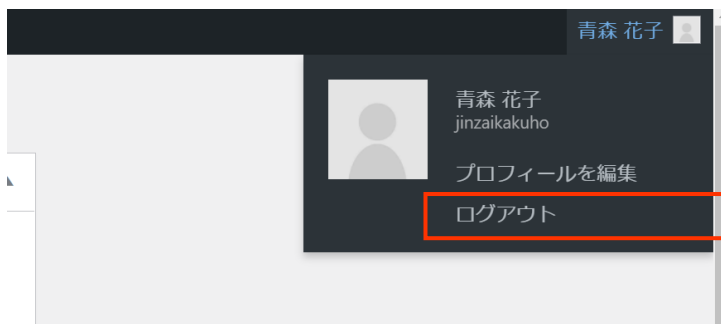 青森 花子
青森 花子
jinzaikakuho
プロフィールを編集
ログアウト